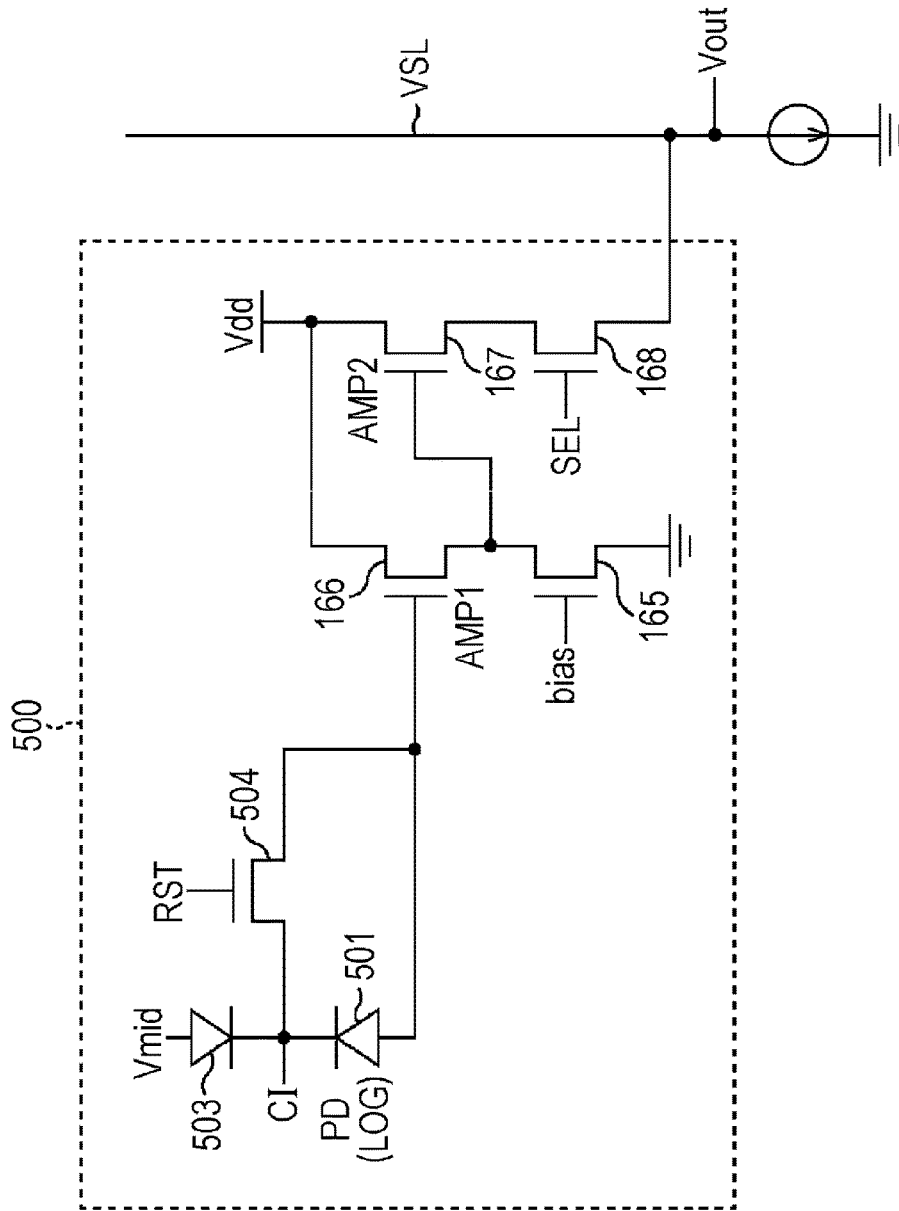 500
VSL
Vdd
RST
504
166
AMP2
Vout
Vmid
503
CI
501
PD
(LOG)
AMP1
167
SEL
168
bias
165